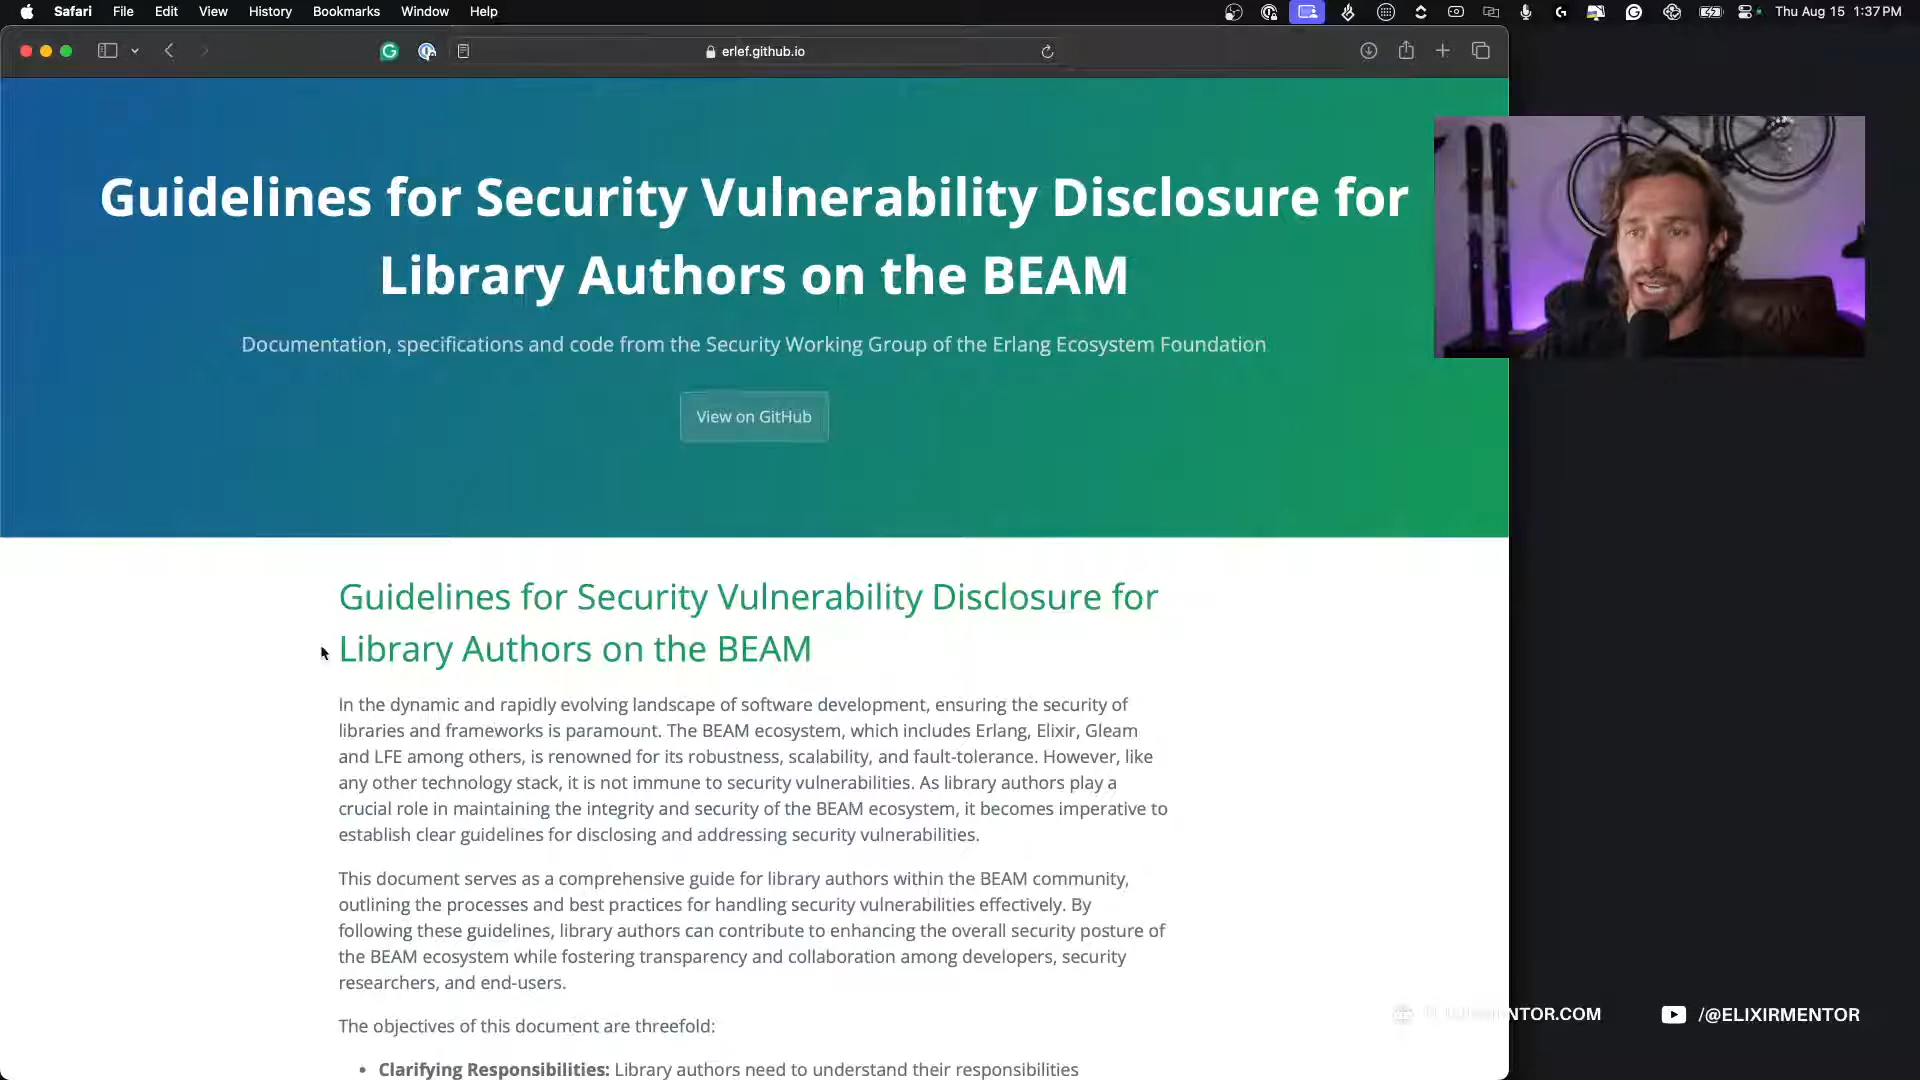 Safari File Edit View History Bookmarks Window Help Thu Aug 15 1:37 PM
erlef.github.io
Guidelines for Security Vulnerability Disclosure for
Library Authors on the BEAM
Documentation, specifications and code from the Security Working Group of the Erlang Ecosystem Foundation
View on GitHub
Guidelines for Security Vulnerability Disclosure for
Library Authors on the BEAM
In the dynamic and rapidly evolving landscape of software development, ensuring the security of
libraries and frameworks is paramount. The BEAM ecosystem, which includes Erlang, Elixir, Gleam
and LFE among others, is renowned for its robustness, scalability, and fault-tolerance. However, like
any other technology stack, it is not immune to security vulnerabilities. As library authors play a
crucial role in maintaining the integrity and security of the BEAM ecosystem, it becomes imperative to
establish clear guidelines for disclosing and addressing security vulnerabilities.
This document serves as a comprehensive guide for library authors within the BEAM community,
outlining the processes and best practices for handling security vulnerabilities effectively. By
following these guidelines, library authors can contribute to enhancing the overall security posture of
the BEAM ecosystem while fostering transparency and collaboration among developers, security
researchers, and end-users.
The objectives of this document are threefold:
• Clarifying Responsibilities: Library authors need to understand their responsibilities
ELIXIRMENTOR.COM /@ELIXIRMENTOR